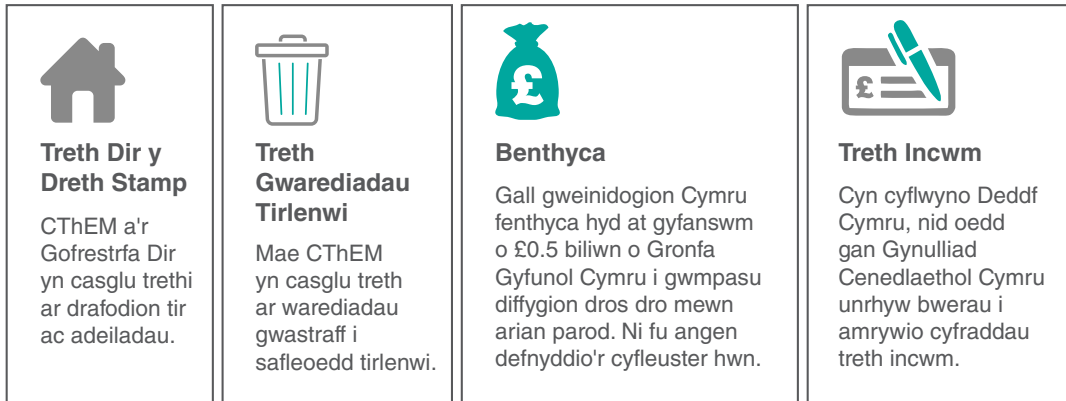 Treth Dir y
Dreth Stamp
CThEM a'r
Gofrestrfa Dir
yn casglu trethi
ar drafodion tir
ac adeiladau.
Treth
Gwarediadau
Tirlenwi
Mae CThEM
yn casglu treth
ar warediadau
gwastraff i
safleoedd tirlenwi.
£
Benthyca
Gall gweinidogion Cymru
fenthyca hyd at gyfanswm
o £0.5 biliwn o Gronfa
Gyfunol Cymru i gwmpasu
diffygion dros dro mewn
arian parod. Ni fu angen
defnyddio'r cyfleuster hwn.
£
Treth Incwm
Cyn cyflwyno Deddf
Cymru, nid oedd
gan Gynulliad
Cenedlaethol Cymru
unrhyw bwerau i
amrywio cyfraddau
treth incwm.